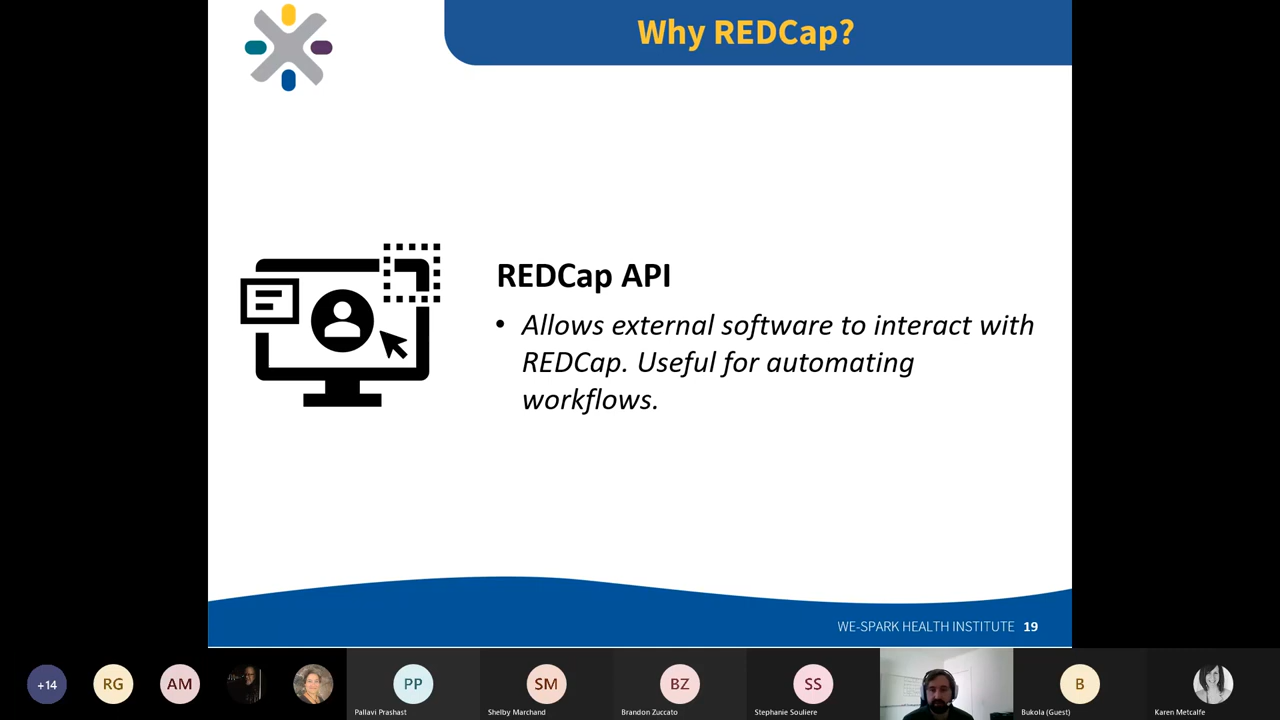 Why REDCap?
REDCap API
• Allows external software to interact with
REDCap. Useful for automating
workflows.
WE-SPARK HEALTH INSTITUTE 19
+14
RG
AM
PP
SM
BZ
SS
B
Pallavi Prashast
Shelby Marchand
Brandon Zuccato
Stephanie Souliere
Bukola (Guest)
Karen Metcalfe